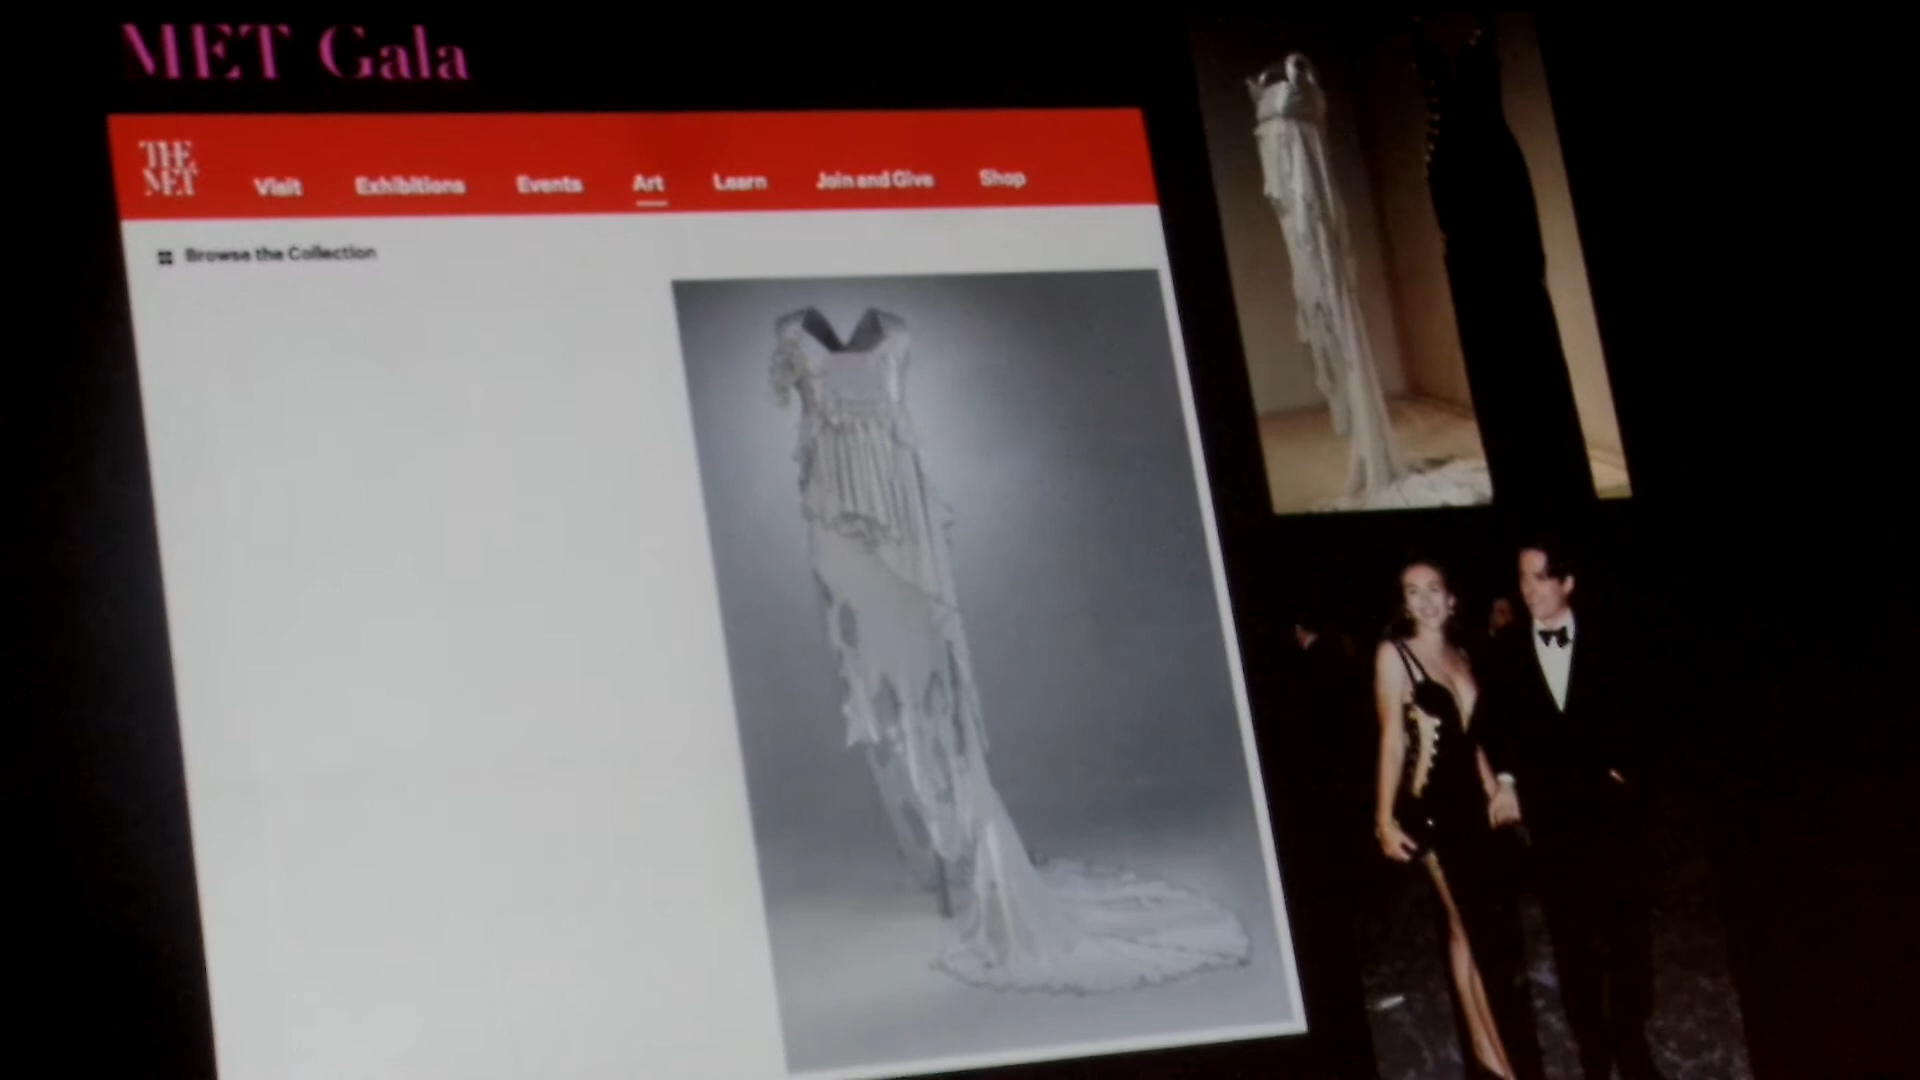 MET Gala
THE
MET
Visit Exhibitions Events Art Learn Join and Give Shop
Browse the Collection